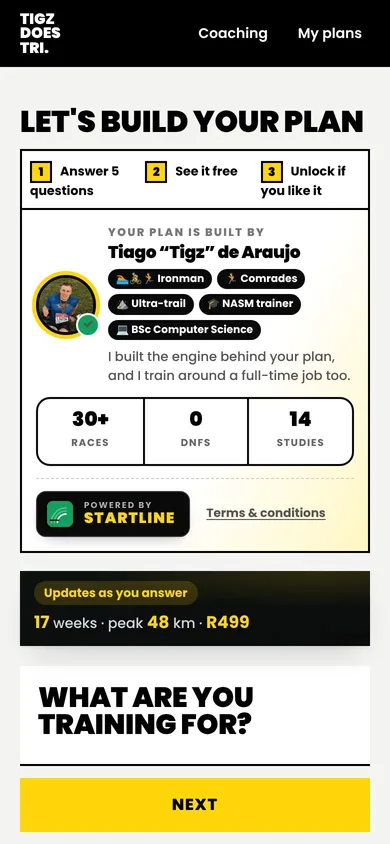 TIGZ
DOES
TRI.
Coaching
My plans
LET'S BUILD YOUR PLAN
1 Answer 5 questions
2 See it free
3 Unlock if you like it
YOUR PLAN IS BUILT BY
Tiago “Tigz” de Araujo
🏊🚴🏃 Ironman
🏃 Comrades
⛰️ Ultra-trail
🎓 NASM trainer
💻 BSc Computer Science
I built the engine behind your plan,
and I train around a full-time job too.
30+
RACES
0
DNFS
14
STUDIES
POWERED BY
STARTLINE
Terms & conditions
Updates as you answer
17 weeks · peak 48 km · R499
WHAT ARE YOU
TRAINING FOR?
NEXT